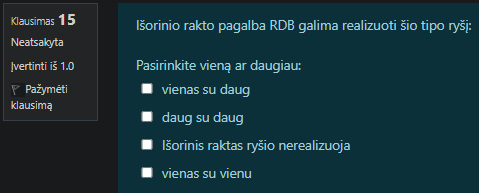 Klausimas 15
Neatsakyta
Įvertinti iš 1.0
Pažymėti
klausimą
Išorinio rakto pagalba RDB galima realizuoti šio tipo ryšį:
Pasirinkite vieną ar daugiau:
vienas su daug
daug su daug
Išorinis raktas ryšio nerealizuoja
vienas su vienu